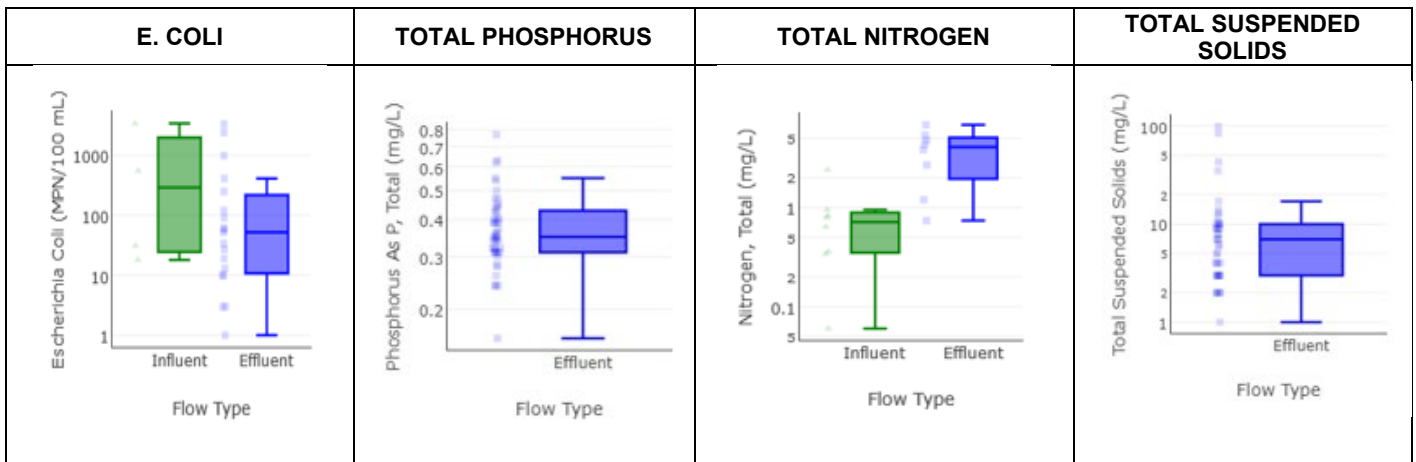 E. COLI
TOTAL PHOSPHORUS
TOTAL NITROGEN
TOTAL SUSPENDED
SOLIDS
Escherichia Coli (MPN/100 mL)
1000
100
10
1
Influent
Effluent
Flow Type
Phosphorus As P, Total (mg/L)
0.8
0.7
0.6
0.5
0.4
0.3
0.2
Effluent
Flow Type
Nitrogen, Total (mg/L)
5
2
1
5
2
0.1
5
Influent
Effluent
Flow Type
Total Suspended Solids (mg/L)
100
5
2
10
5
2
1
Effluent
Flow Type